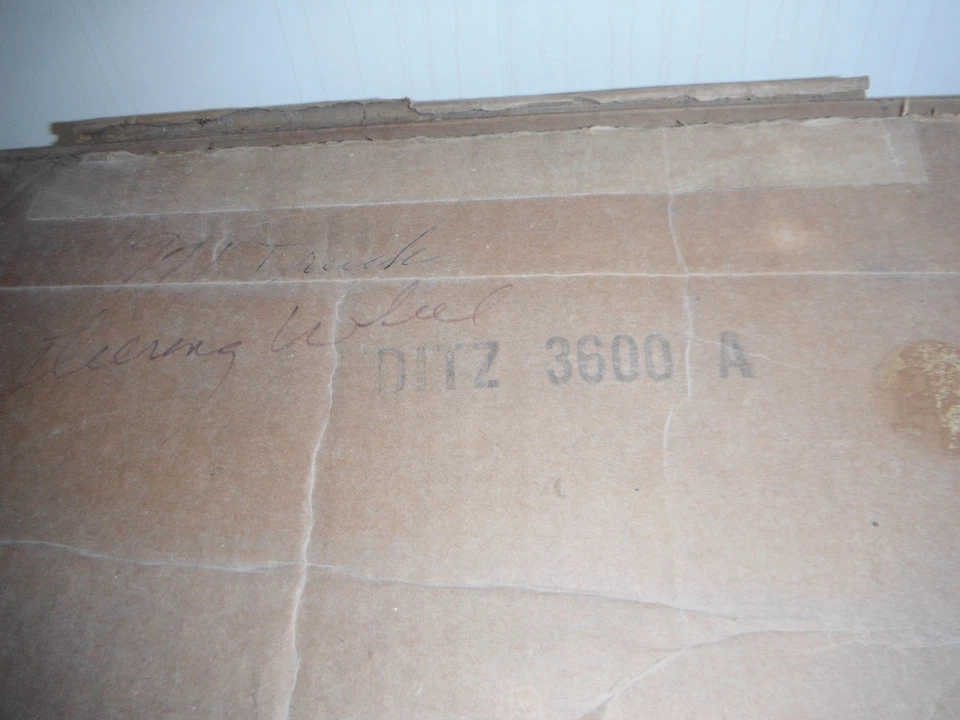 Truck
Steering Wheel
DITZ 3600 A